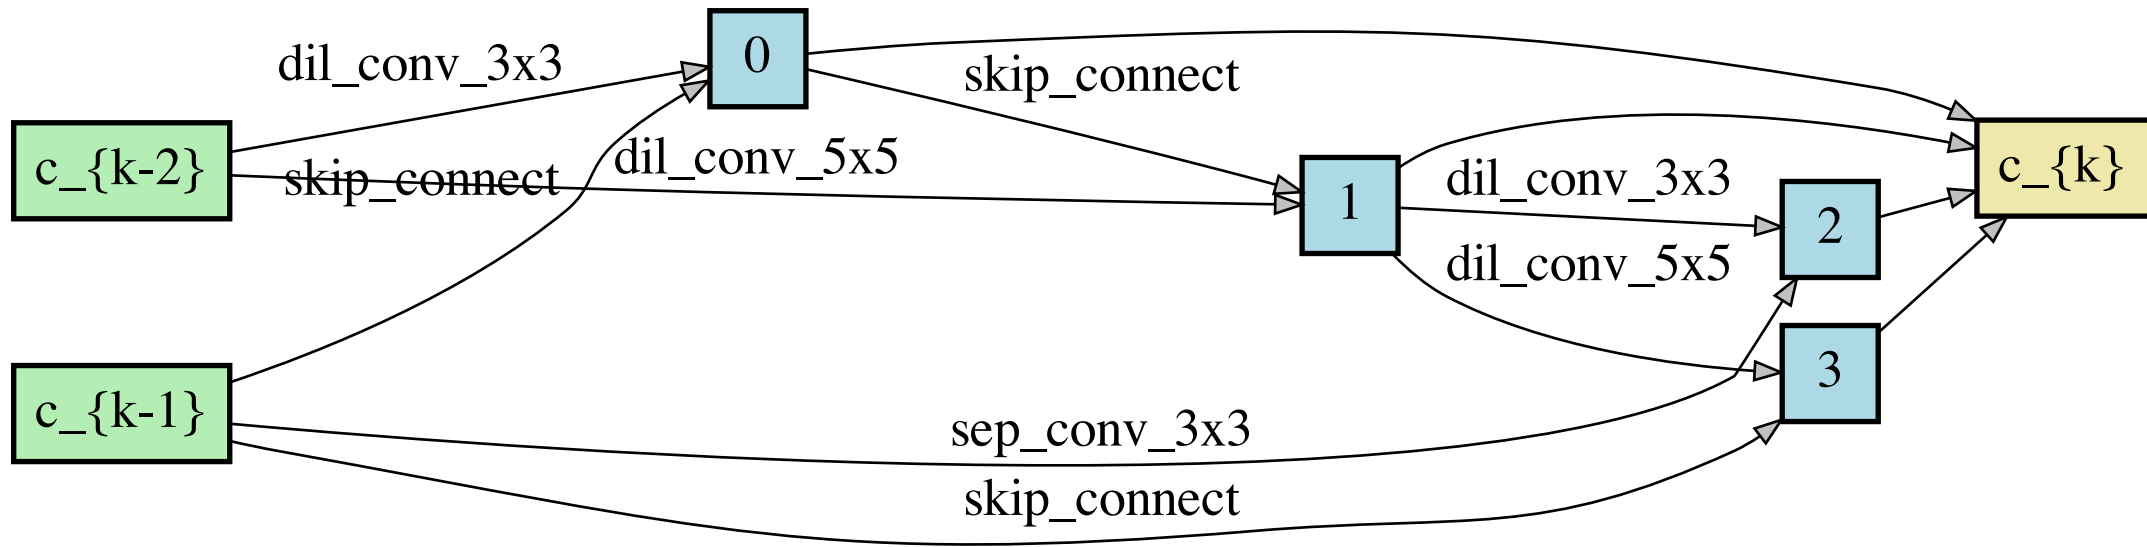 0
dil_conv_3x3
skip_connect
c_{k-2}
skip_connect
dil_conv_5x5
c_{k}
dil_conv_3x3
1
2
dil_conv_5x5
3
c_{k-1}
sep_conv_3x3
skip_connect